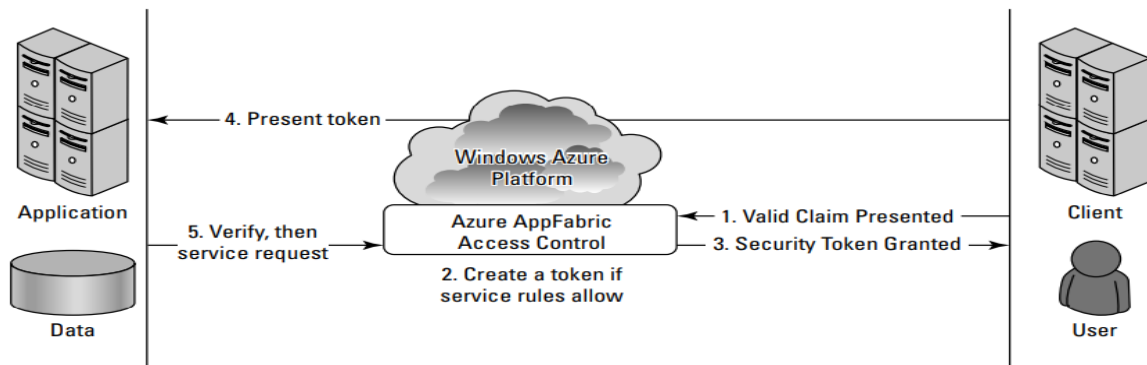 4. Present token
Windows Azure
Platform
Application
Client
Azure AppFabric
Access Control
1. Valid Claim Presented
5. Verify, then
service request
3. Security Token Granted
2. Create a token if
service rules allow
Data
User